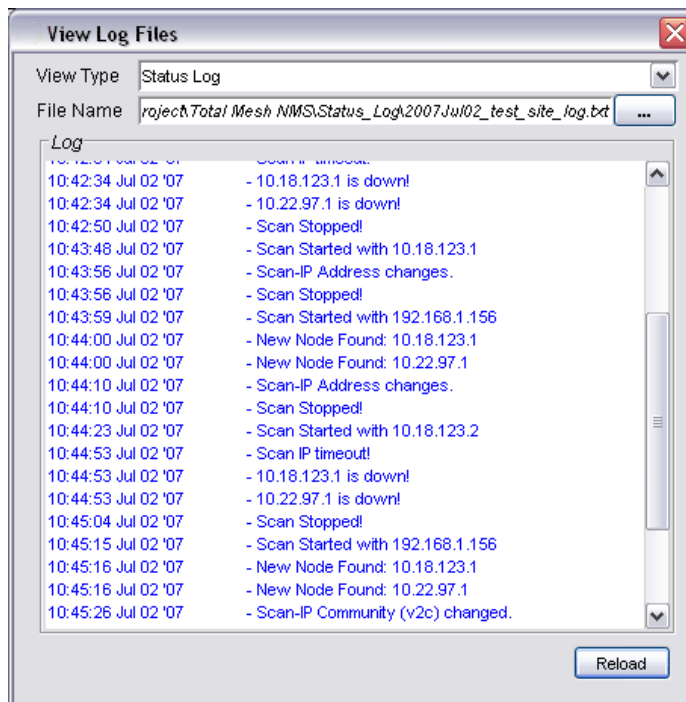 View Log Files
View Type Status Log
File Name roject\Total Mesh NMS\Status_Log\2007Jul02_test_site_log.txt ...
Log
Scan IP timeout!
10:42:34 Jul 02 '07 - 10.18.123.1 is down!
10:42:34 Jul 02 '07 - 10.22.97.1 is down!
10:42:50 Jul 02 '07 - Scan Stopped!
10:43:48 Jul 02 '07 - Scan Started with 10.18.123.1
10:43:56 Jul 02 '07 - Scan-IP Address changes.
10:43:56 Jul 02 '07 - Scan Stopped!
10:43:59 Jul 02 '07 - Scan Started with 192.168.1.156
10:44:00 Jul 02 '07 - New Node Found: 10.18.123.1
10:44:00 Jul 02 '07 - New Node Found: 10.22.97.1
10:44:10 Jul 02 '07 - Scan-IP Address changes.
10:44:10 Jul 02 '07 - Scan Stopped!
10:44:23 Jul 02 '07 - Scan Started with 10.18.123.2
10:44:53 Jul 02 '07 - Scan IP timeout!
10:44:53 Jul 02 '07 - 10.18.123.1 is down!
10:44:53 Jul 02 '07 - 10.22.97.1 is down!
10:45:04 Jul 02 '07 - Scan Stopped!
10:45:15 Jul 02 '07 - Scan Started with 192.168.1.156
10:45:16 Jul 02 '07 - New Node Found: 10.18.123.1
10:45:16 Jul 02 '07 - New Node Found: 10.22.97.1
10:45:26 Jul 02 '07 - Scan-IP Community (v2c) changed.
Reload